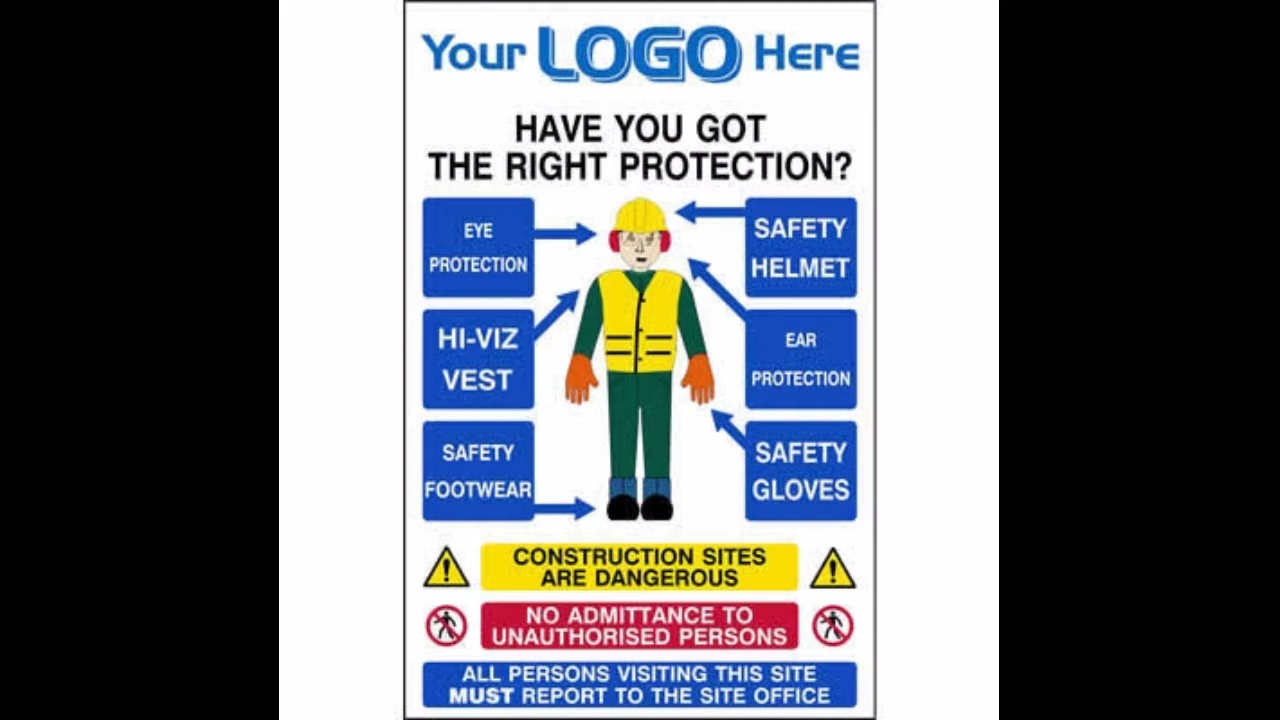 Your LOGO Here
HAVE YOU GOT
THE RIGHT PROTECTION?
EYE
PROTECTION
SAFETY
HELMET
HI-VIZ
VEST
EAR
PROTECTION
SAFETY
FOOTWEAR
SAFETY
GLOVES
CONSTRUCTION SITES
ARE DANGEROUS
NO ADMITTANCE TO
UNAUTHORISED PERSONS
ALL PERSONS VISITING THIS SITE
MUST REPORT TO THE SITE OFFICE